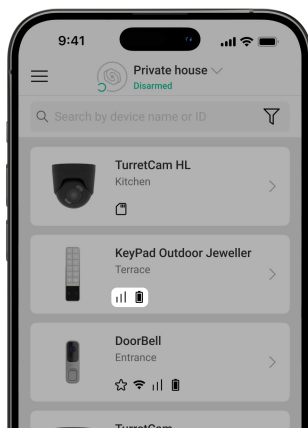 9:41
Private house
Disarmed
Search by device name or ID
TurretCam HL
Kitchen
KeyPad Outdoor Jeweller
Terrace
DoorBell
Entrance
TurretCam